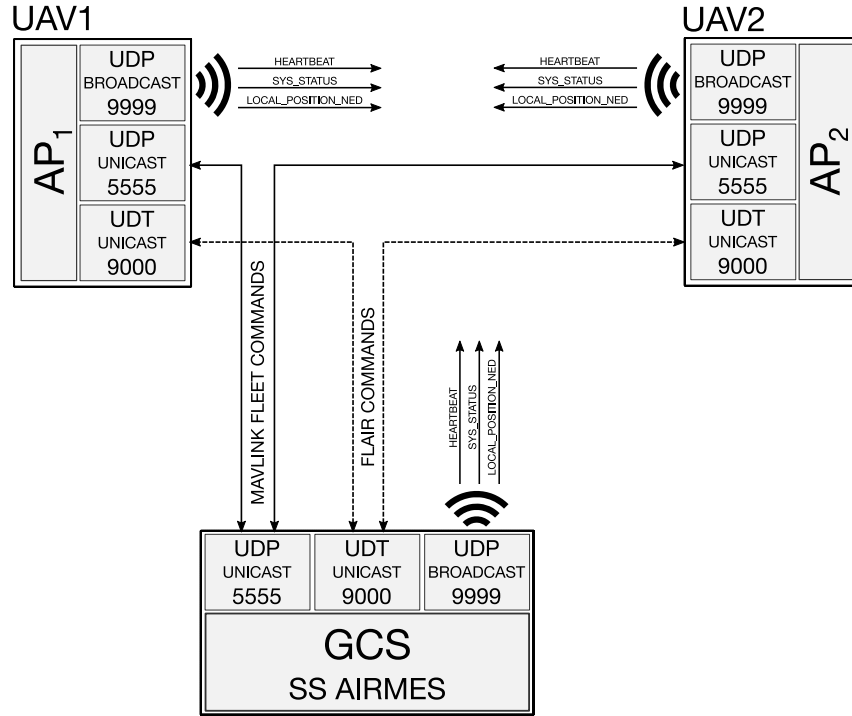 UAV1
AP1
UDP
BROADCAST
9999
UDP
UNICAST
5555
UDT
UNICAST
9000
HEARTBEAT
SYS_STATUS
LOCAL_POSITION_NED
HEARTBEAT
SYS_STATUS
LOCAL_POSITION_NED
UAV2
UDP
BROADCAST
9999
UDP
UNICAST
5555
UDT
UNICAST
9000
AP2
MAVLINK FLEET COMMANDS
FLAIR COMMANDS
HEARTBEAT
SYS_STATUS
LOCAL_POSITION_NED
UDP
UNICAST
5555
UDT
UNICAST
9000
UDP
BROADCAST
9999
GCS
SS AIRMES